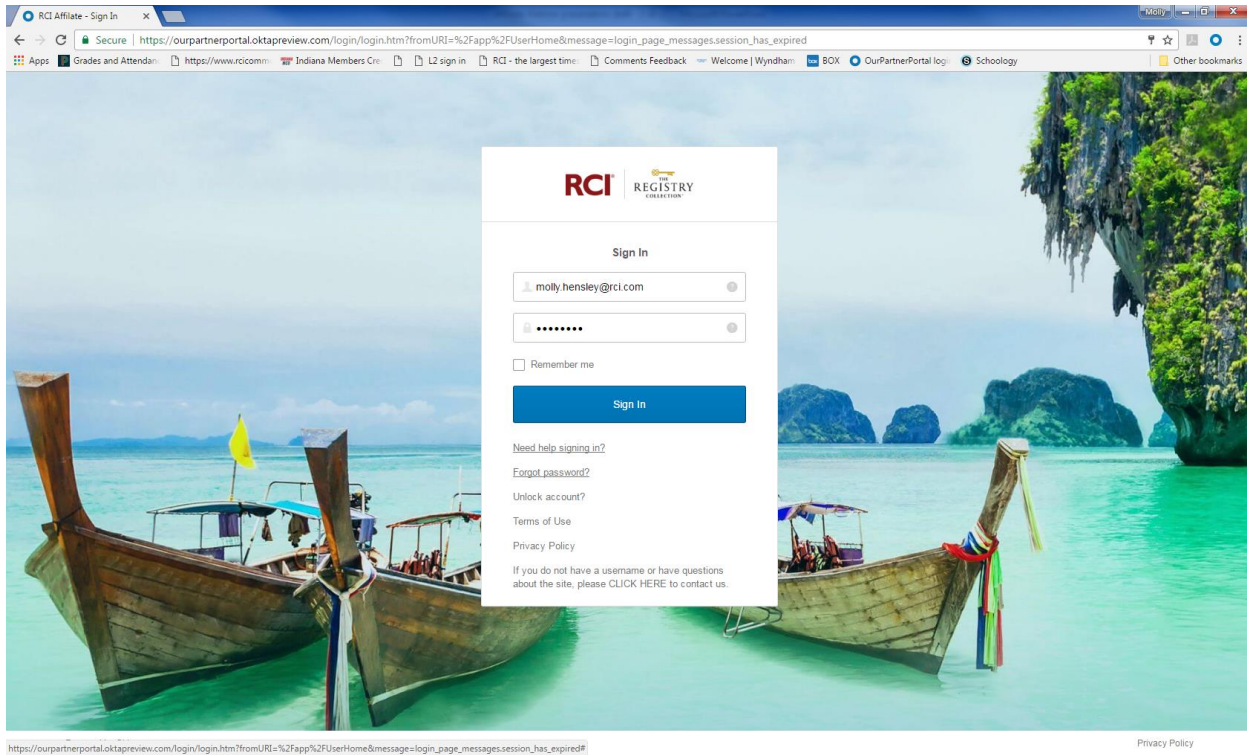 RCI Affilate - Sign In
Molly
Secure | https://ourpartnerportal.oktapreview.com/login/login.htm?fromURI=%2Fapp%2FUserHome&message=login_page_messages.session_has_expired
Apps Grades and Attendanc https://www.rcicomm Indiana Members Cre L2 sign in RCI - the largest time Comments Feedback Welcome | Wyndham BOX OurPartnerPortal logi Schoology Other bookmarks
RCI THE REGISTRY COLLECTION
Sign In
molly.hensley@rci.com
••••••••
Remember me
Sign In
Need help signing in?
Forgot password?
Unlock account?
Terms of Use
Privacy Policy
If you do not have a username or have questions
about the site, please CLICK HERE to contact us.
https://ourpartnerportal.oktapreview.com/login/login.htm?fromURI=%2Fapp%2FUserHome&message=login_page_messages.session_has_expired#
Privacy Policy